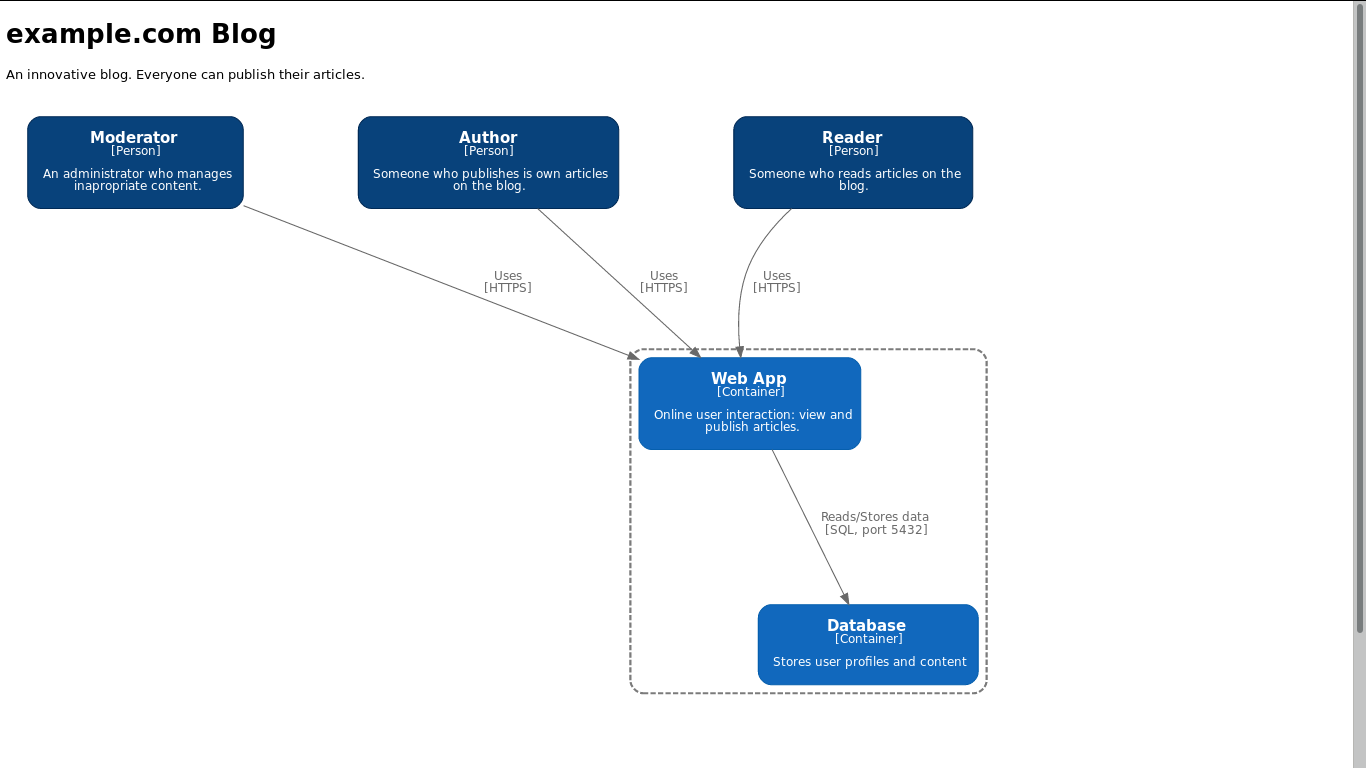 example.com Blog
An innovative blog. Everyone can publish their articles.
Moderator
[Person]
An administrator who manages
inapropriate content.
Author
[Person]
Someone who publishes is own articles
on the blog.
Reader
[Person]
Someone who reads articles on the
blog.
Uses
[HTTPS]
Uses
[HTTPS]
Uses
[HTTPS]
Web App
[Container]
Online user interaction: view and
publish articles.
Reads/Stores data
[SQL, port 5432]
Database
[Container]
Stores user profiles and content